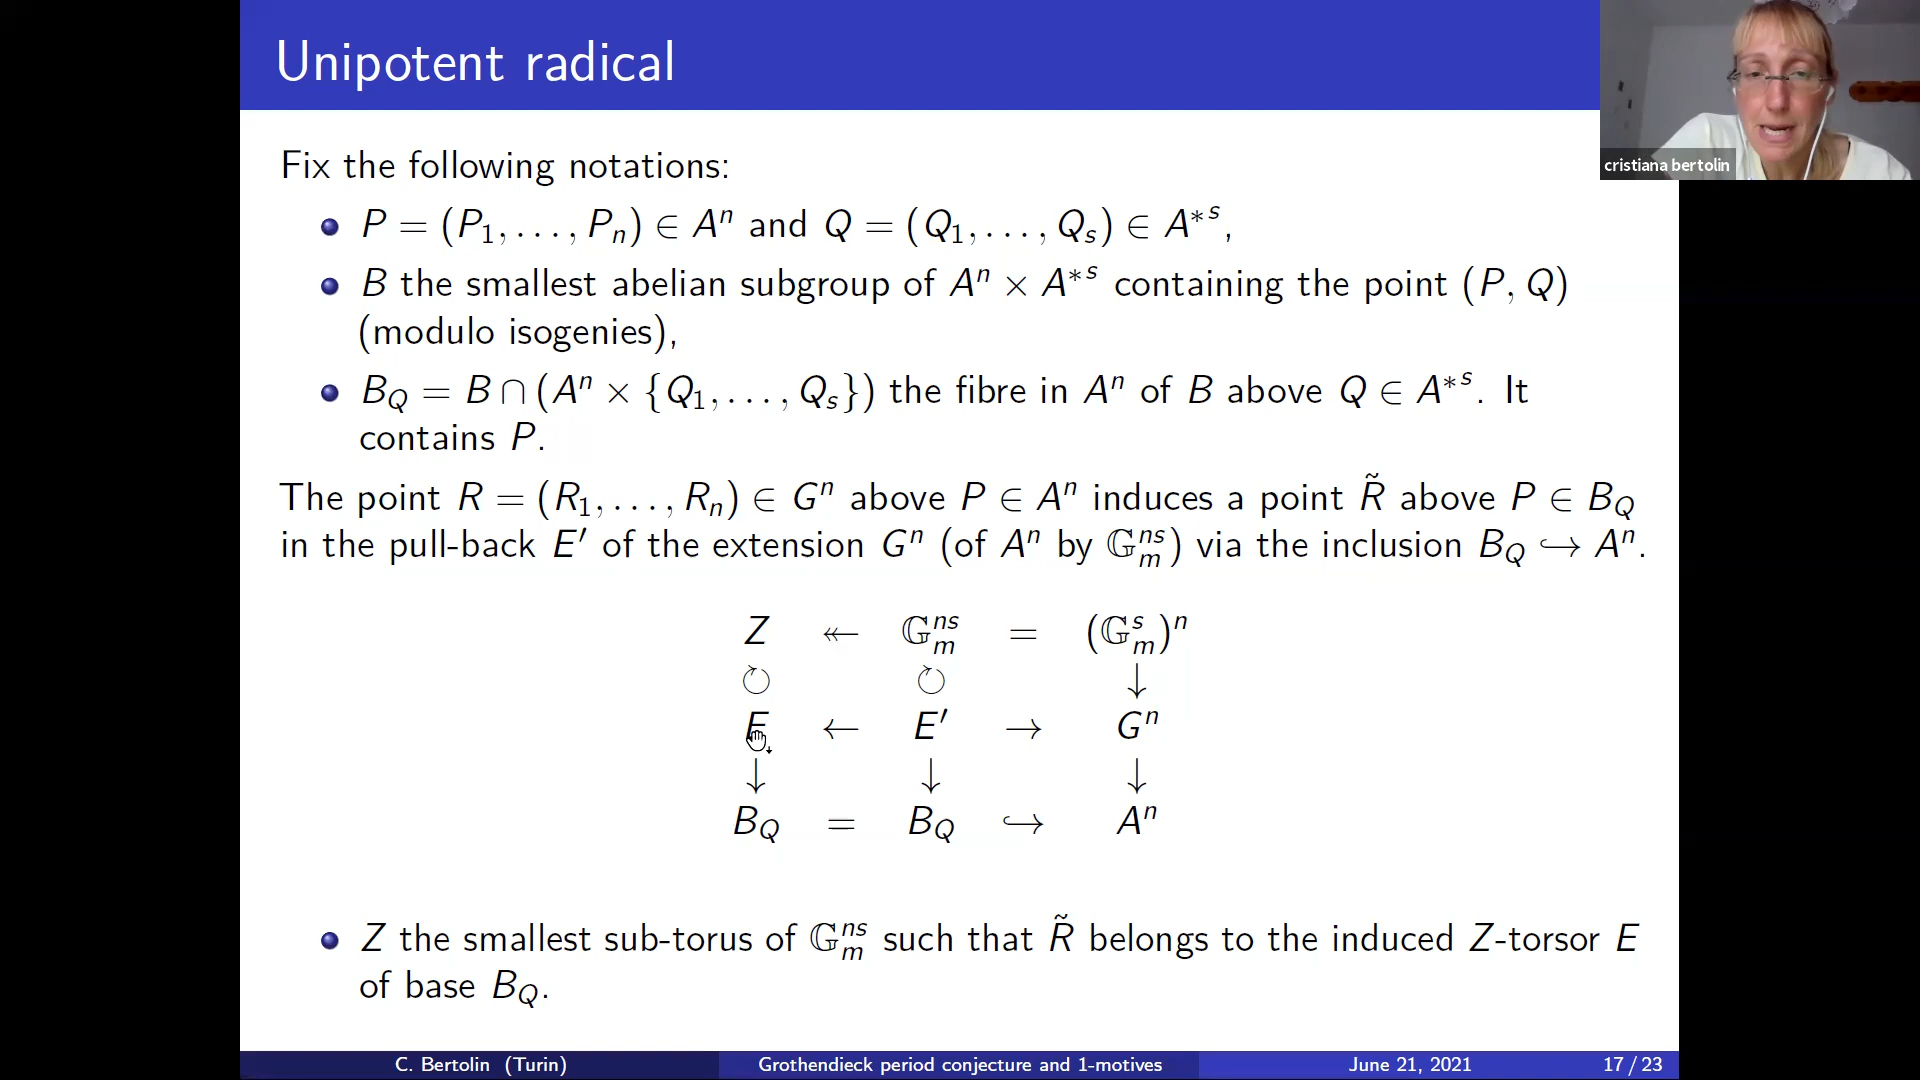 Unipotent radical
cristiana bertolin
Fix the following notations:
P = (P₁, . . . , Pₙ) ∈ Aⁿ and Q = (Q₁, . . . , Qₛ) ∈ A*ˢ,
B the smallest abelian subgroup of Aⁿ × A*ˢ containing the point (P, Q)
(modulo isogenies),
B_Q = B ∩ (Aⁿ × {Q₁, . . . , Qₛ}) the fibre in Aⁿ of B above Q ∈ A*ˢ. It
contains P.
The point R = (R₁, . . . , Rₙ) ∈ Gⁿ above P ∈ Aⁿ induces a point R̃ above P ∈ B_Q
in the pull-back E′ of the extension Gⁿ (of Aⁿ by 𝔾ₘⁿˢ) via the inclusion B_Q ↪ Aⁿ.
Z ↞ 𝔾ₘⁿˢ = (𝔾ₘˢ)ⁿ
↻ ↻ ↓
E ← E′ → Gⁿ
↓ ↓ ↓
B_Q = B_Q ↪ Aⁿ
Z the smallest sub-torus of 𝔾ₘⁿˢ such that R̃ belongs to the induced Z-torsor E
of base B_Q.
C. Bertolin (Turin) Grothendieck period conjecture and 1-motives June 21, 2021 17 / 23